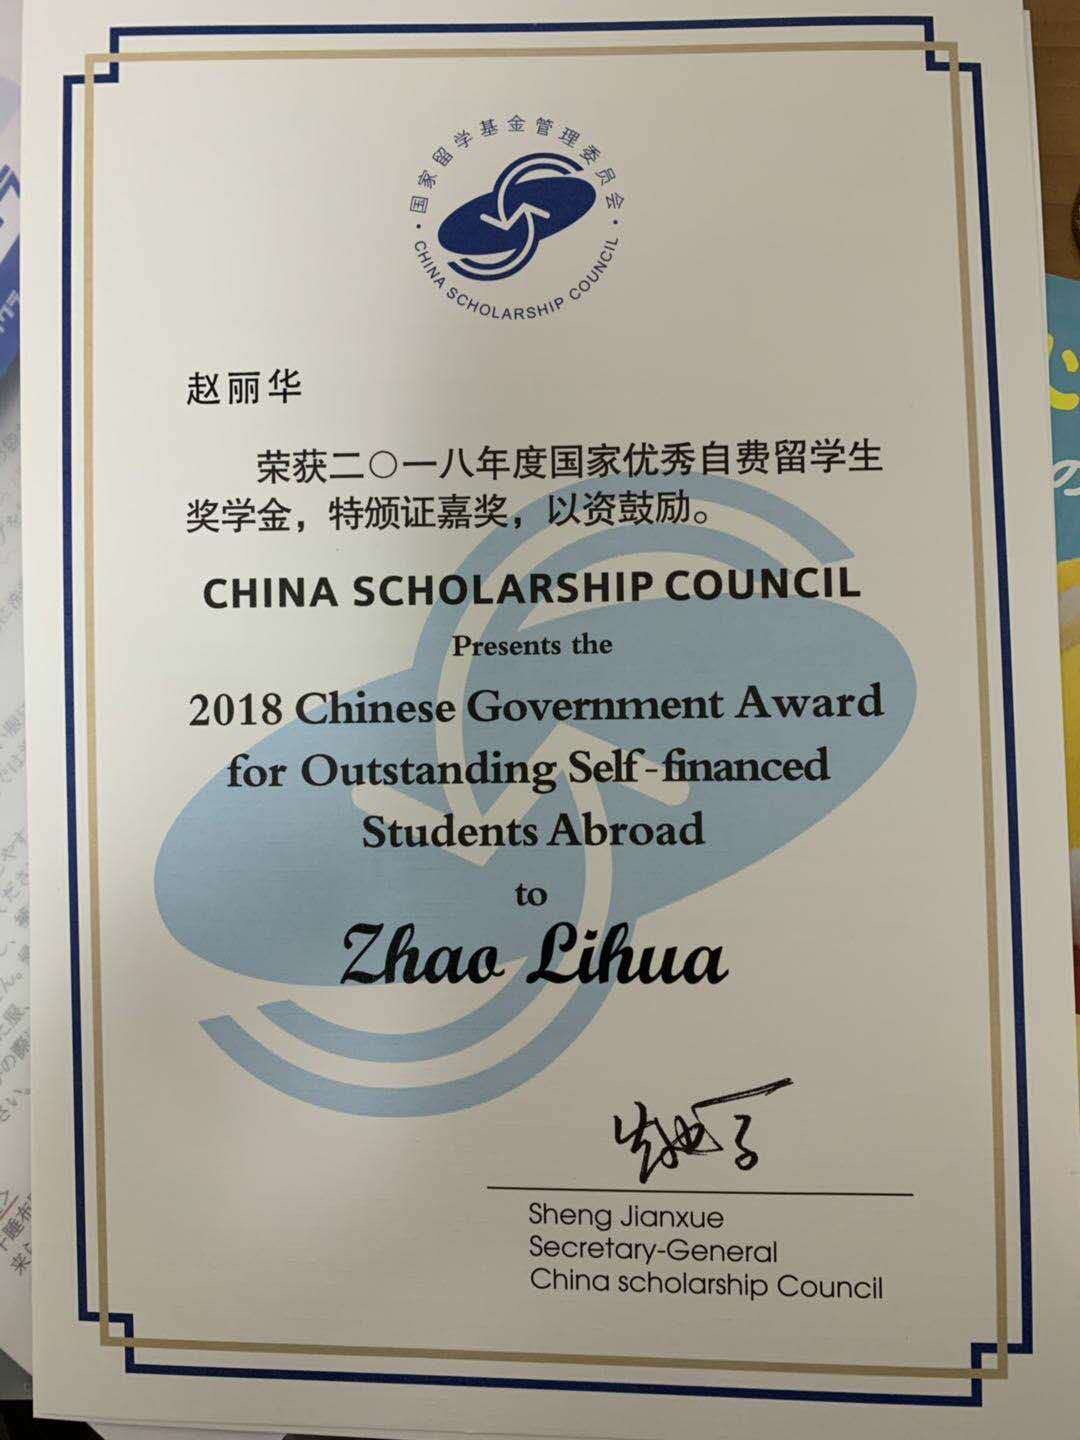 国家留学基金管理委员会
CHINA SCHOLARSHIP COUNCIL
赵丽华
荣获二〇一八年度国家优秀自费留学生
奖学金，特颁证嘉奖，以资鼓励。
CHINA SCHOLARSHIP COUNCIL
Presents the
2018 Chinese Government Award
for Outstanding Self-financed
Students Abroad
to
Zhao Lihua
Sheng Jianxue
Secretary-General
China scholarship Council